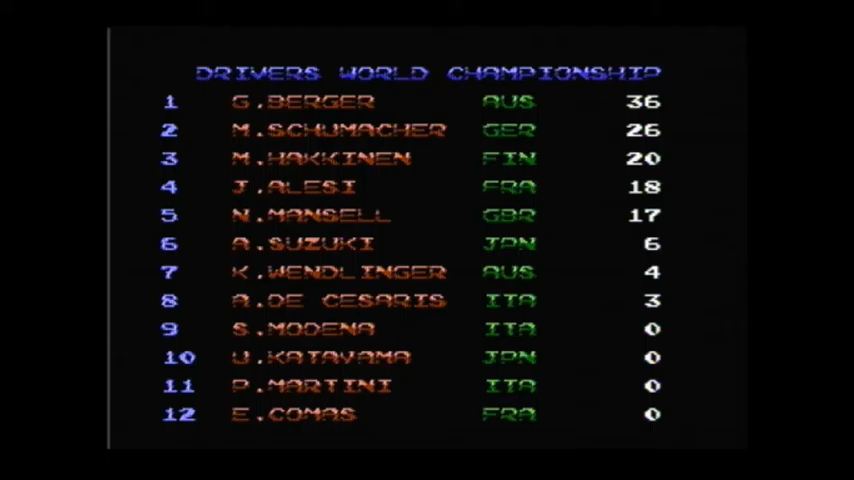 DRIVERS WORLD CHAMPIONSHIP
1 G.BERGER AUS 36
2 M.SCHUMACHER GER 26
3 M.HAKKINEN FIN 20
4 J.ALESI FRA 18
5 N.MANSELL GBR 17
6 A.SUZUKI JPN 6
7 K.WENDLINGER AUS 4
8 A.DE CESARIS ITA 3
9 S.MODENA ITA 0
10 U.KATAYAMA JPN 0
11 P.MARTINI ITA 0
12 E.COMAS FRA 0